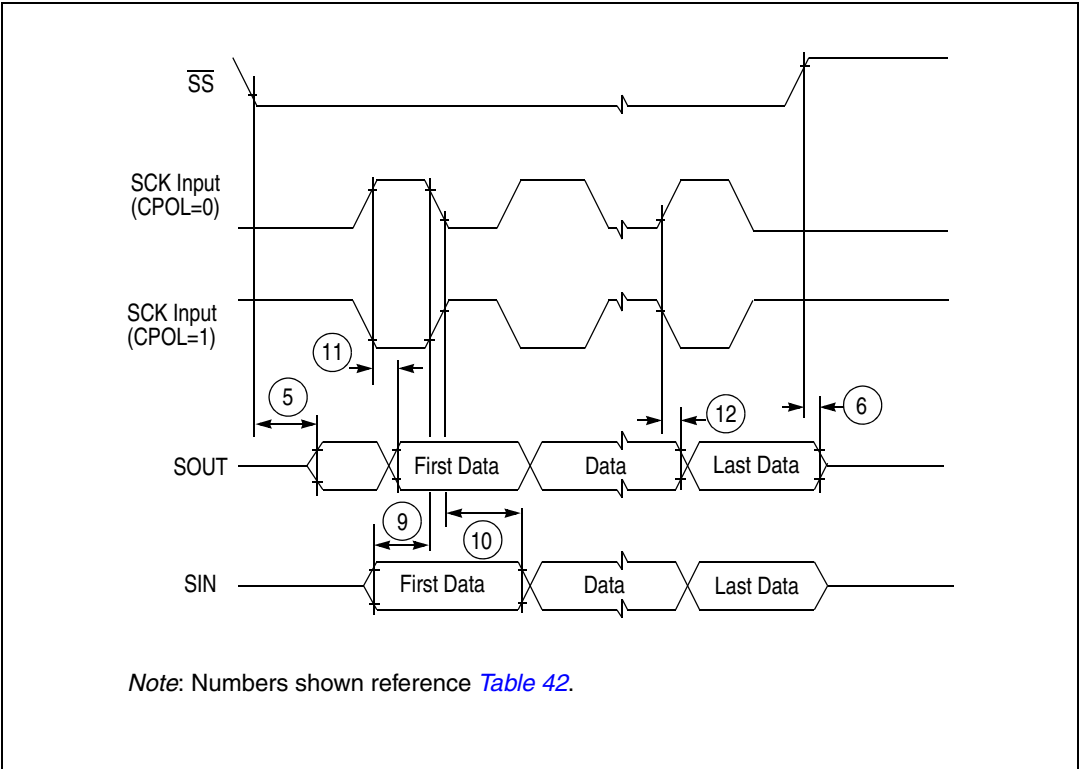 SS
SCK Input
(CPOL=0)
SCK Input
(CPOL=1)
11
5
12
6
SOUT
First Data
Data
Last Data
9
10
SIN
First Data
Data
Last Data
Note: Numbers shown reference Table 42.